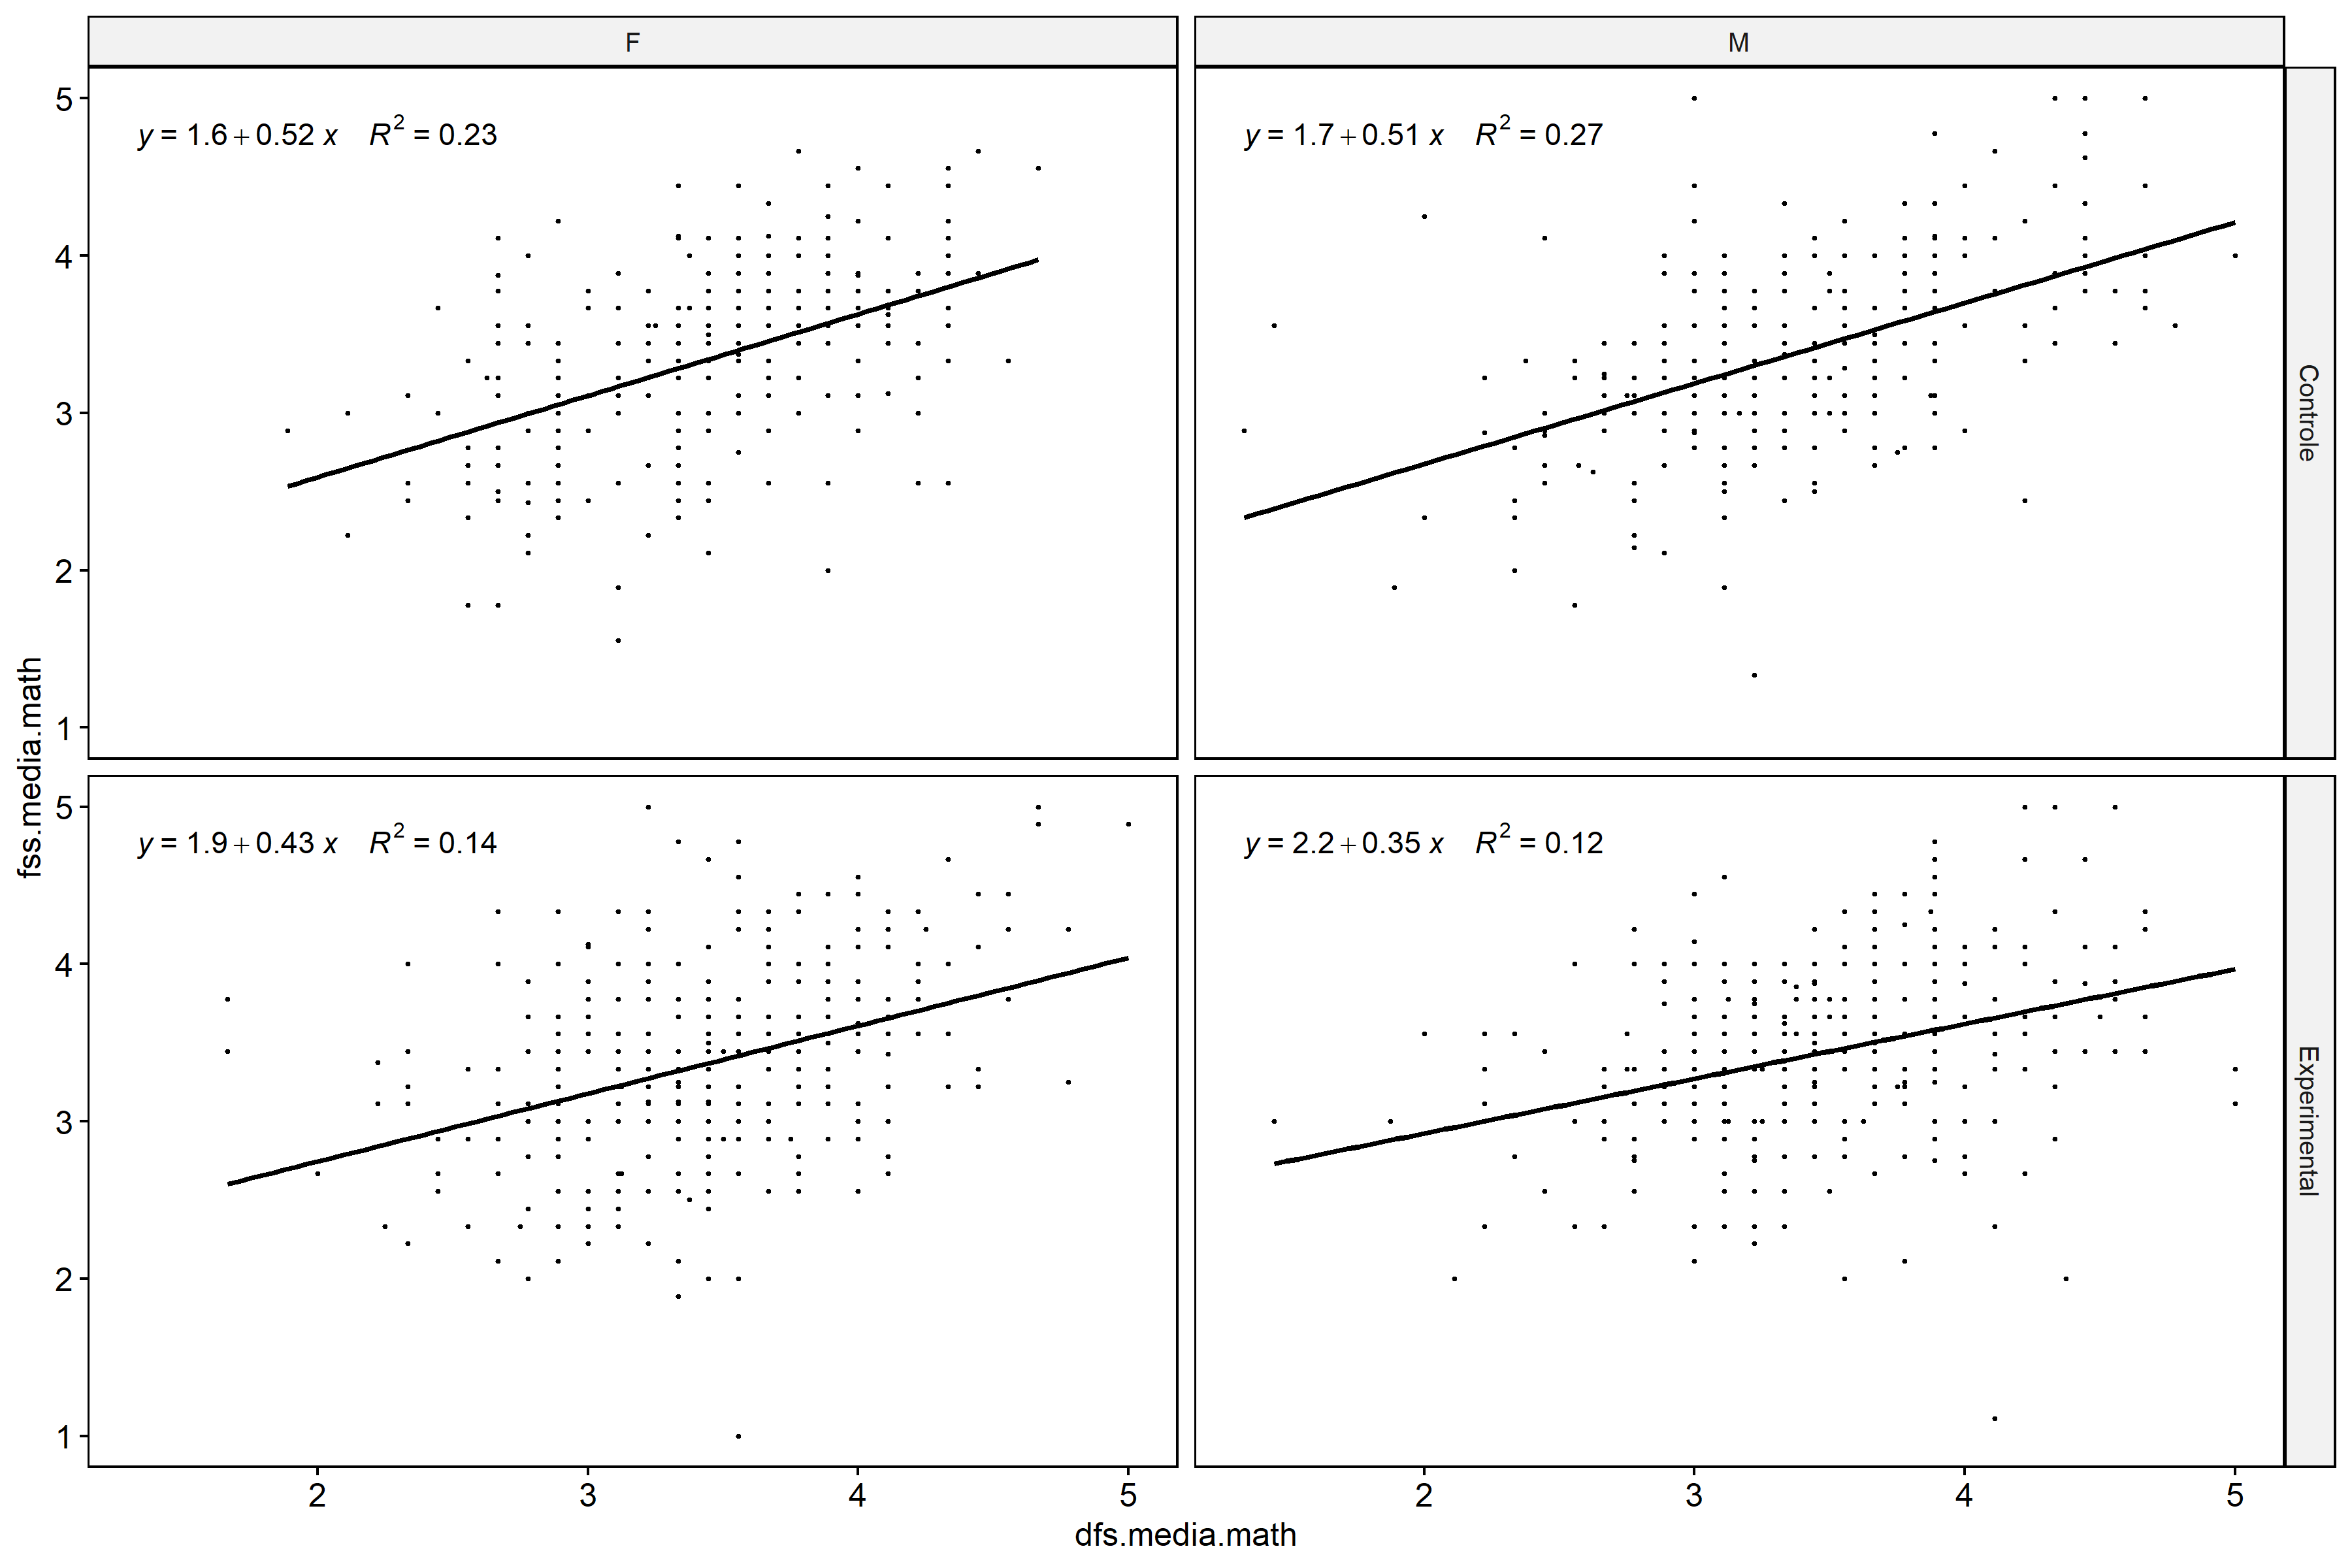 F
M
5
4
3
2
1
y = 1.6 + 0.52 x R² = 0.23
y = 1.7 + 0.51 x R² = 0.27
Controle
fss.media.math
5
4
3
2
1
y = 1.9 + 0.43 x R² = 0.14
y = 2.2 + 0.35 x R² = 0.12
Experimental
2 3 4 5
2 3 4 5
dfs.media.math